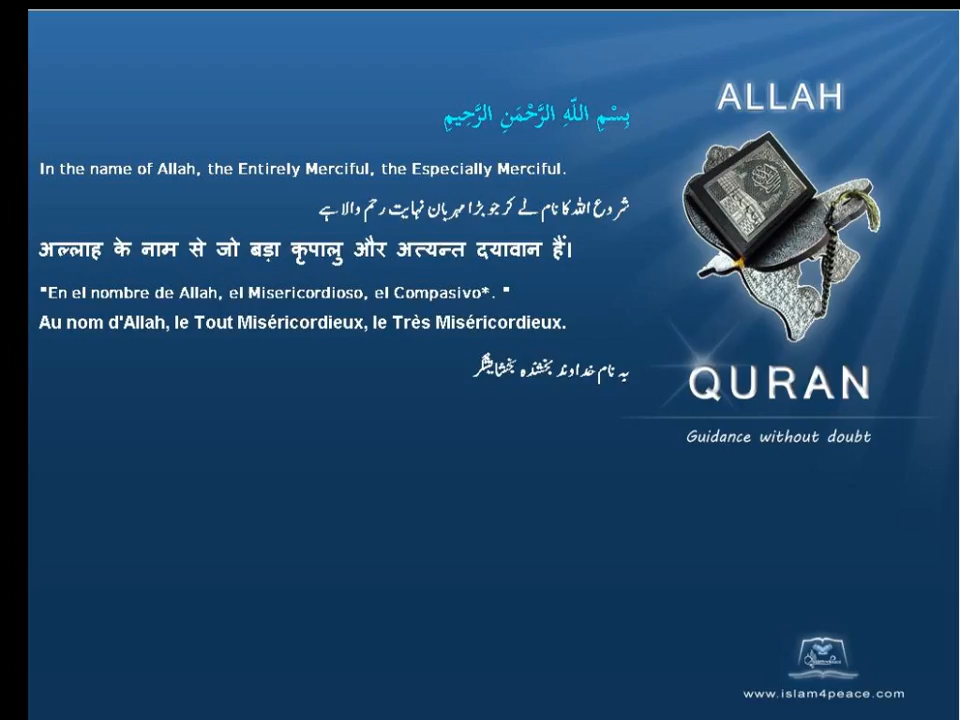 بِسْمِ اللَّهِ الرَّحْمَنِ الرَّحِيمِ
In the name of Allah, the Entirely Merciful, the Especially Merciful.
شروع الله کا نام لے کر جو بڑا مہربان نہایت رحم والا ہے
अल्लाह के नाम से जो बड़ा कृपालु और अत्यन्त दयावान हैं।
"En el nombre de Allah, el Misericordioso, el Compasivo*. "
Au nom d'Allah, le Tout Miséricordieux, le Très Miséricordieux.
به نام خداوند بخشنده بخشایشگر
ALLAH
QURAN
Guidance without doubt
www.islam4peace.com